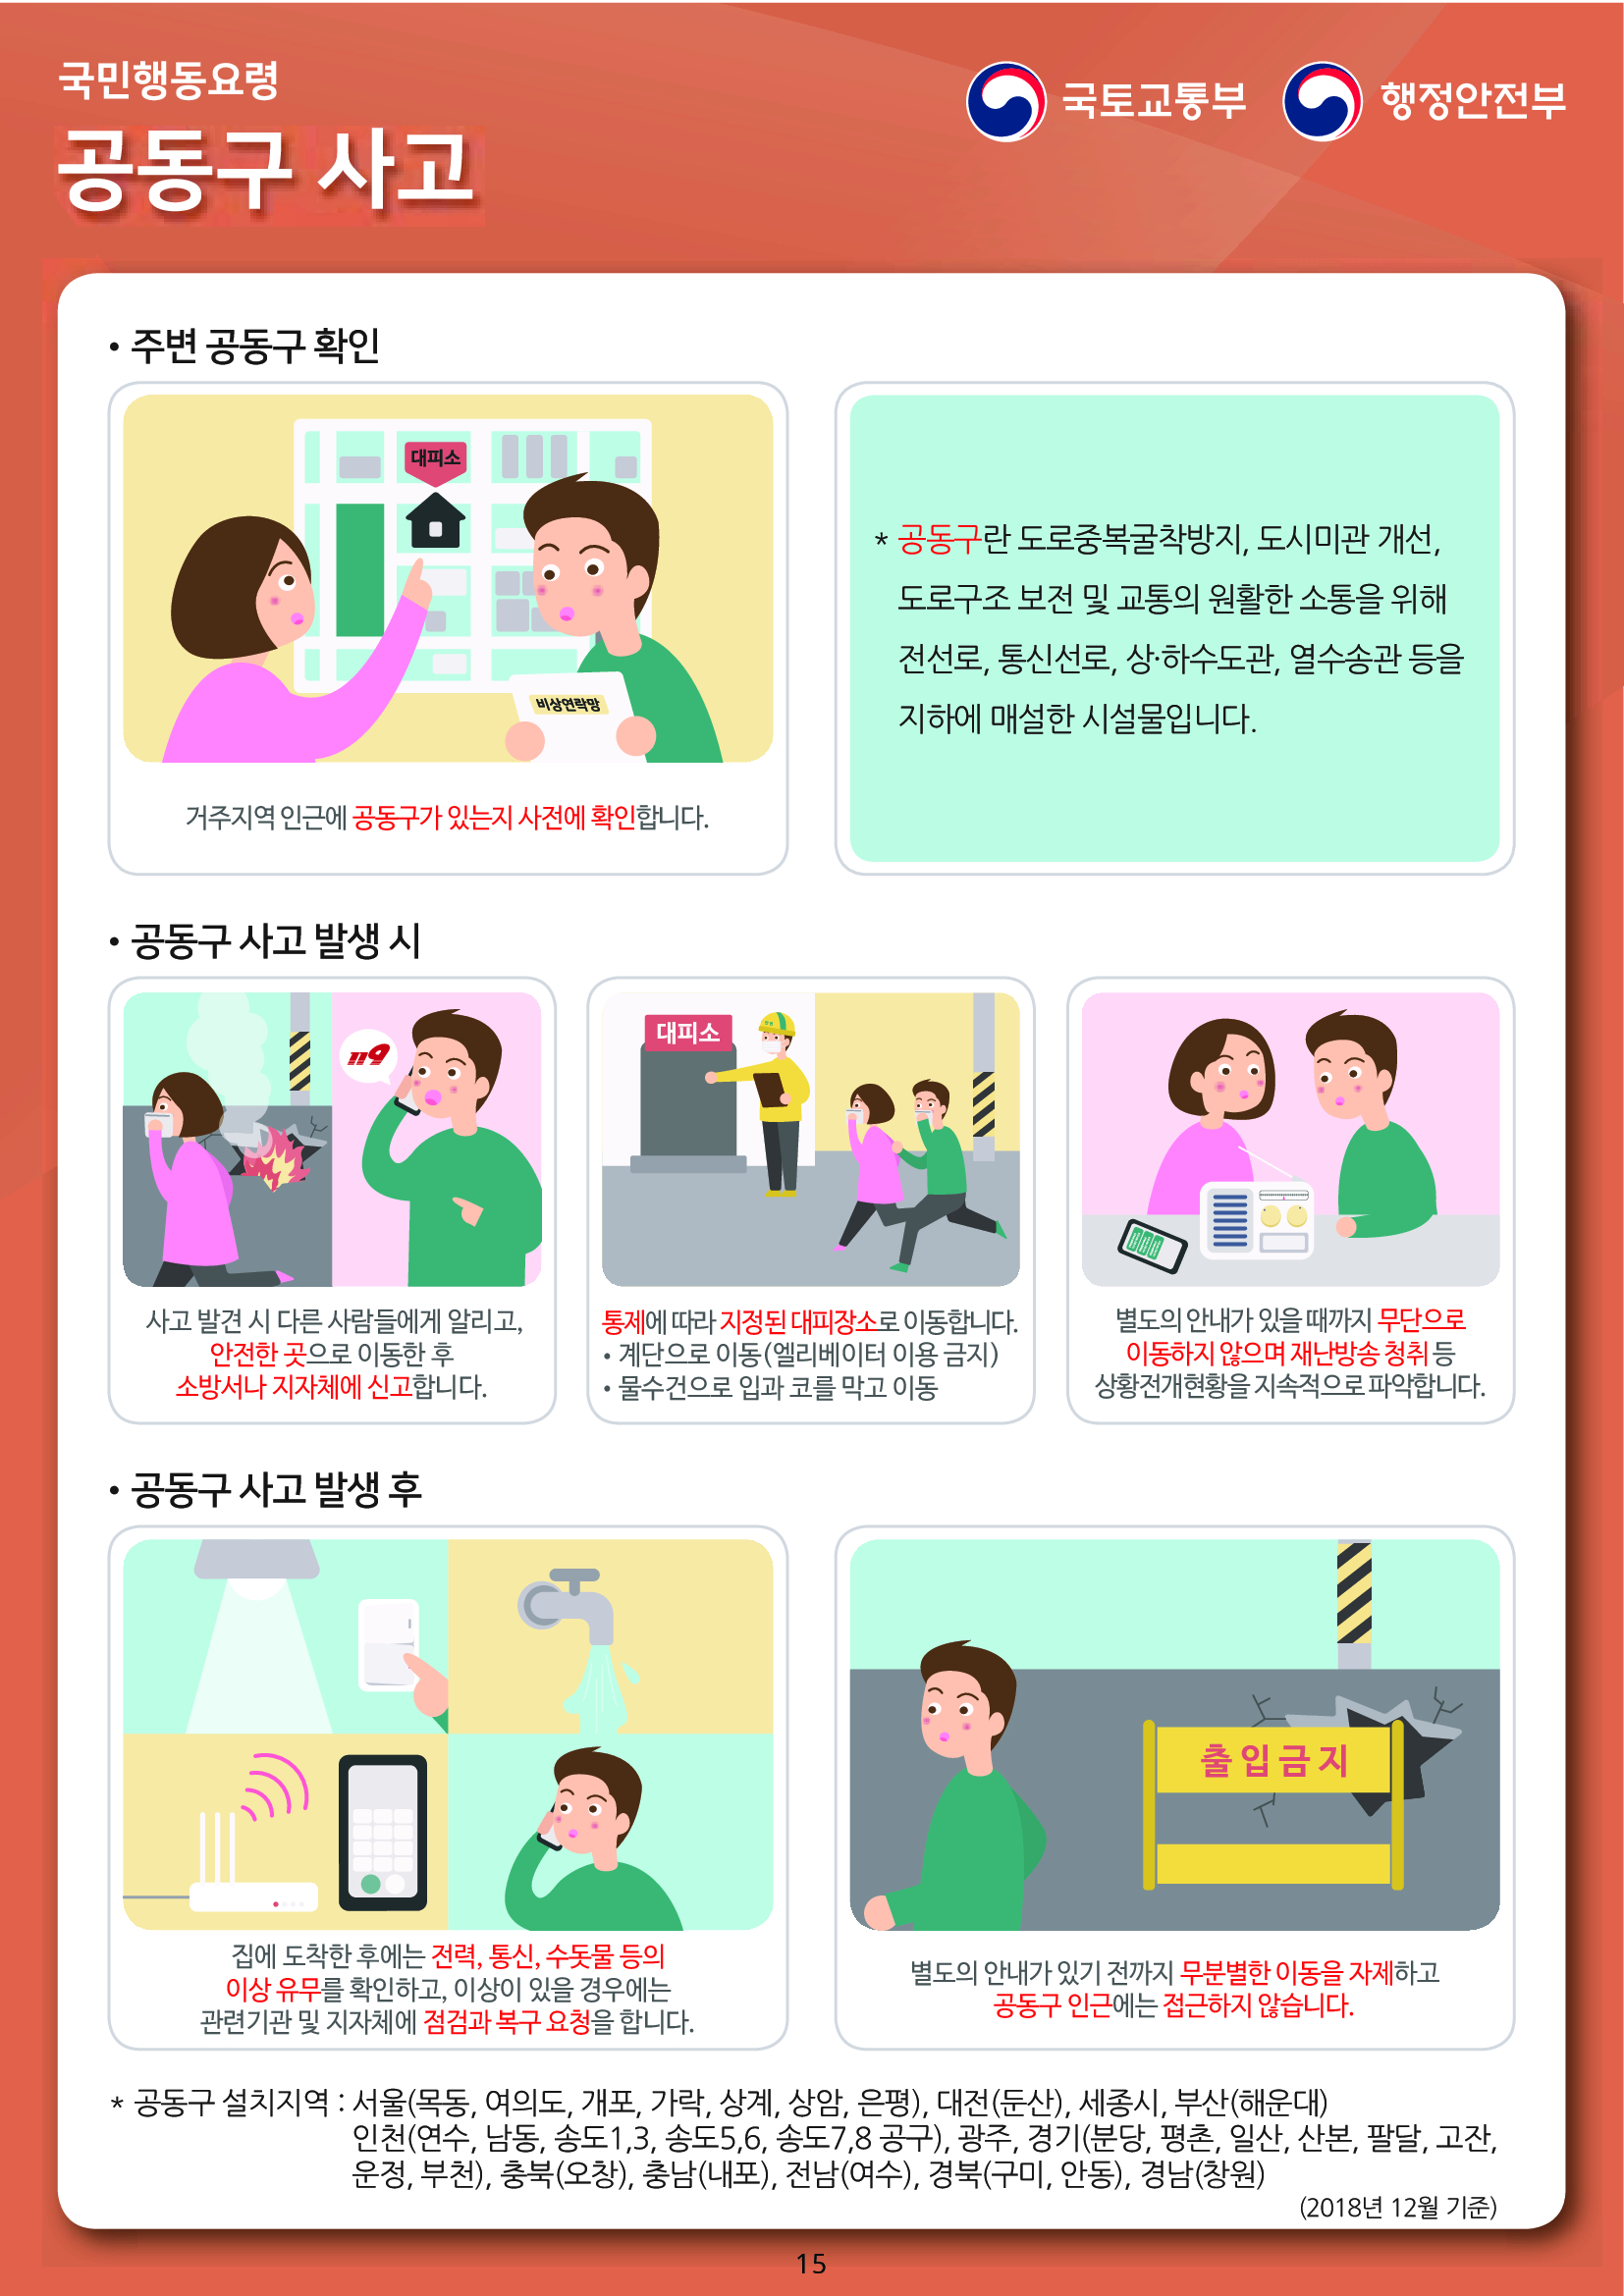 국민행동요령
공동구 사고
국토교통부
행정안전부
• 주변 공동구 확인
대피소
비상연락망
거주지역 인근에 공동구가 있는지 사전에 확인합니다.
* 공동구란 도로중복굴착방지, 도시미관 개선,
도로구조 보전 및 교통의 원활한 소통을 위해
전선로, 통신선로, 상·하수도관, 열수송관 등을
지하에 매설한 시설물입니다.
• 공동구 사고 발생 시
119
사고 발견 시 다른 사람들에게 알리고,
안전한 곳으로 이동한 후
소방서나 지자체에 신고합니다.
대피소
통제에 따라 지정된 대피장소로 이동합니다.
• 계단으로 이동(엘리베이터 이용 금지)
• 물수건으로 입과 코를 막고 이동
별도의 안내가 있을 때까지 무단으로
이동하지 않으며 재난방송 청취 등
상황전개현황을 지속적으로 파악합니다.
• 공동구 사고 발생 후
집에 도착한 후에는 전력, 통신, 수돗물 등의
이상 유무를 확인하고, 이상이 있을 경우에는
관련기관 및 지자체에 점검과 복구 요청을 합니다.
출입금지
별도의 안내가 있기 전까지 무분별한 이동을 자제하고
공동구 인근에는 접근하지 않습니다.
* 공동구 설치지역 : 서울(목동, 여의도, 개포, 가락, 상계, 상암, 은평), 대전(둔산), 세종시, 부산(해운대)
인천(연수, 남동, 송도1,3, 송도5,6, 송도7,8 공구), 광주, 경기(분당, 평촌, 일산, 산본, 팔달, 고잔,
운정, 부천), 충북(오창), 충남(내포), 전남(여수), 경북(구미, 안동), 경남(창원)
(2018년 12월 기준)
15